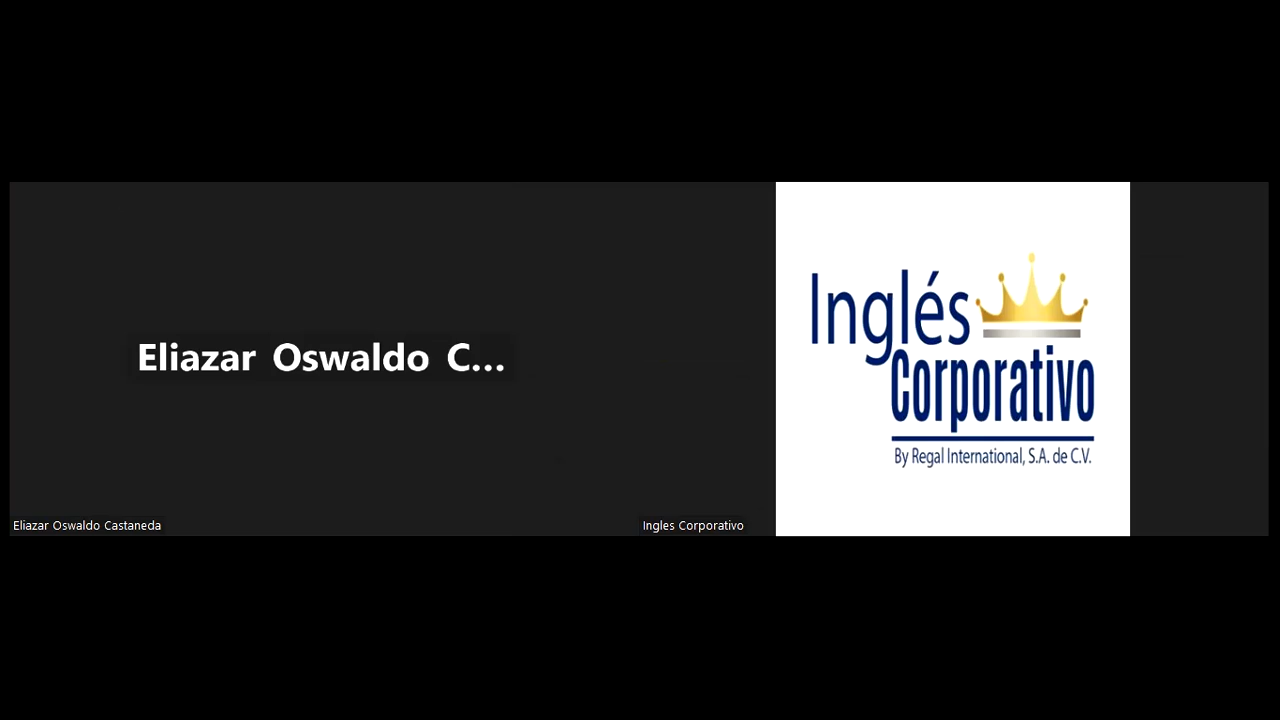 Eliazar Oswaldo C...
Eliazar Oswaldo Castaneda
Inglés
Corporativo
By Regal International, S.A. de C.V.
Ingles Corporativo